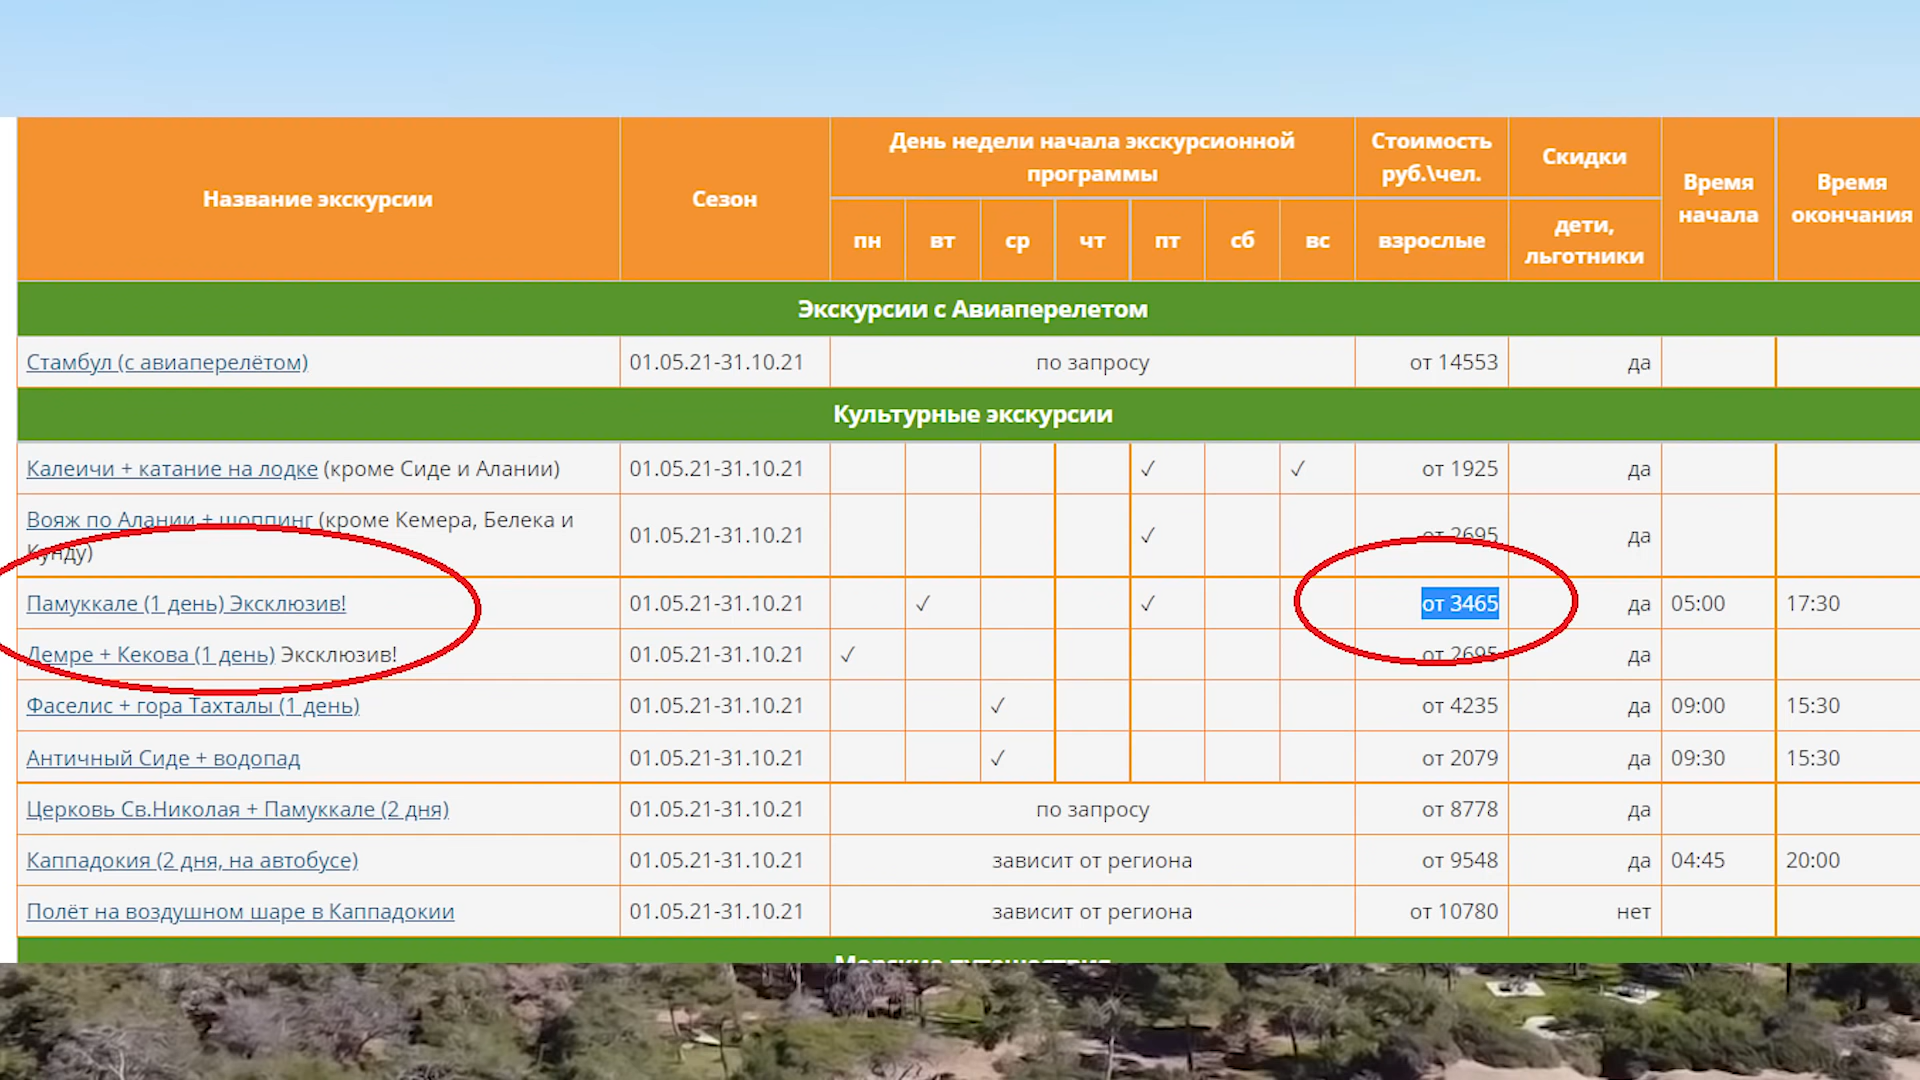 Название экскурсии
Сезон
День недели начала экскурсионной
программы
Стоимость
руб.\чел.
Скидки
Время
начала
Время
окончания
пн вт ср чт пт сб вс
взрослые
дети,
льготники
Экскурсии с Авиаперелетом
Стамбул (с авиаперелётом) 01.05.21-31.10.21 по запросу от 14553 да
Культурные экскурсии
Калеичи + катание на лодке (кроме Сиде и Алании) 01.05.21-31.10.21 ✓ ✓ от 1925 да
Вояж по Алании + шоппинг (кроме Кемера, Белека и
Кунду) 01.05.21-31.10.21 ✓ от 2695 да
Памуккале (1 день) Эксклюзив! 01.05.21-31.10.21 ✓ ✓ от 3465 да 05:00 17:30
Демре + Кекова (1 день) Эксклюзив! 01.05.21-31.10.21 ✓ от 2695 да
Фаселис + гора Тахталы (1 день) 01.05.21-31.10.21 ✓ от 4235 да 09:00 15:30
Античный Сиде + водопад 01.05.21-31.10.21 ✓ от 2079 да 09:30 15:30
Церковь Св.Николая + Памуккале (2 дня) 01.05.21-31.10.21 по запросу от 8778 да
Каппадокия (2 дня, на автобусе) 01.05.21-31.10.21 зависит от региона от 9548 да 04:45 20:00
Полёт на воздушном шаре в Каппадокии 01.05.21-31.10.21 зависит от региона от 10780 нет
Морские путешествия